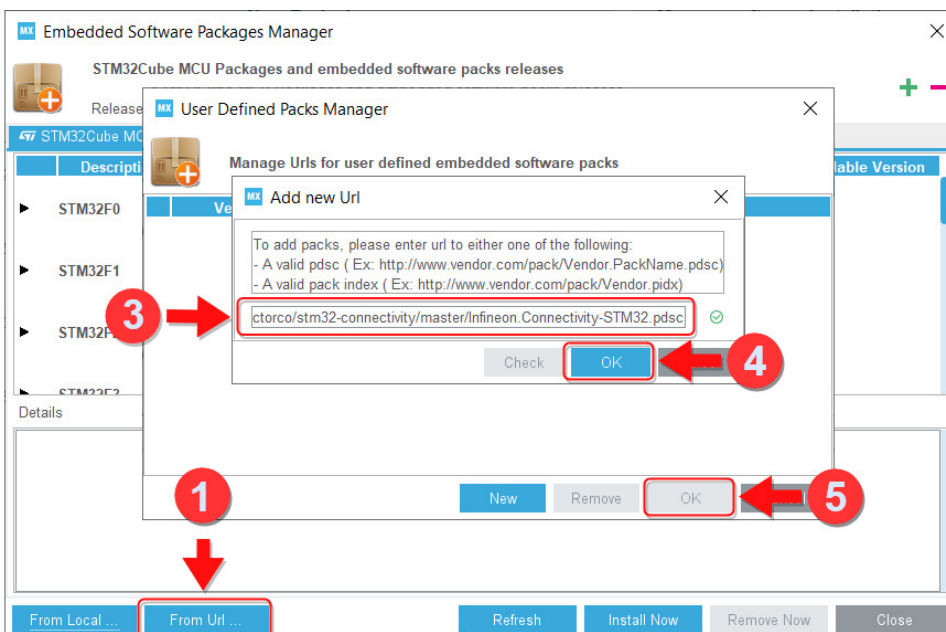 MX Embedded Software Packages Manager
STM32Cube MCU Packages and embedded software packs releases
Release
MX User Defined Packs Manager
STM32Cube MC
Manage Urls for user defined embedded software packs
Descripti
lable Version
MX Add new Url
STM32F0
Ve
To add packs, please enter url to either one of the following:
- A valid pdsc ( Ex: http://www.vendor.com/pack/Vendor.PackName.pdsc)
- A valid pack index ( Ex: http://www.vendor.com/pack/Vendor.pidx)
STM32F1
3
ctorco/stm32-connectivity/master/Infineon.Connectivity-STM32.pdsc
Check
OK
4
Details
1
New
Remove
OK
5
From Local ...
From Url ...
Refresh
Install Now
Remove Now
Close